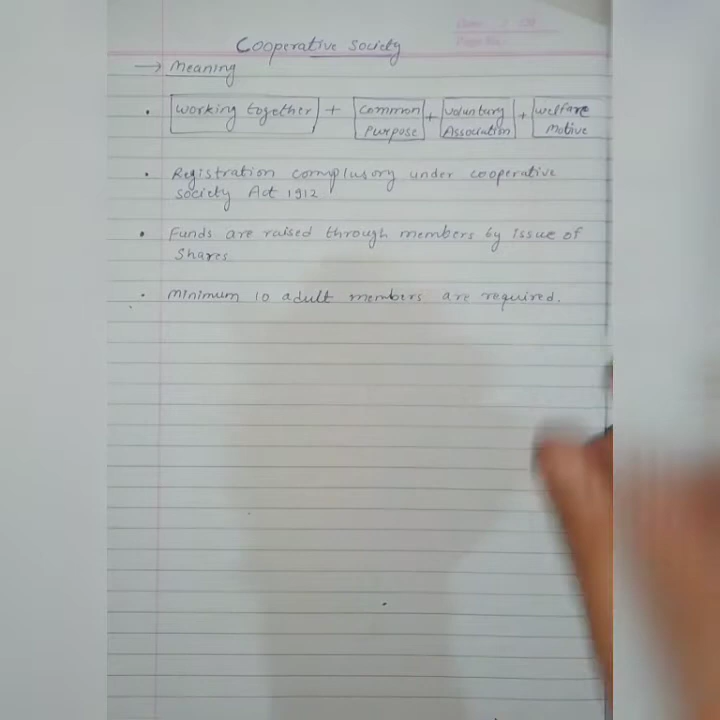 Cooperative Society
→ Meaning
• Working together + Common Purpose + Voluntary Association + Welfare Motive
• Registration complusory under cooperative
society Act 1912
• Funds are raised through members by issue of
Shares
• Minimum 10 adult members are required.